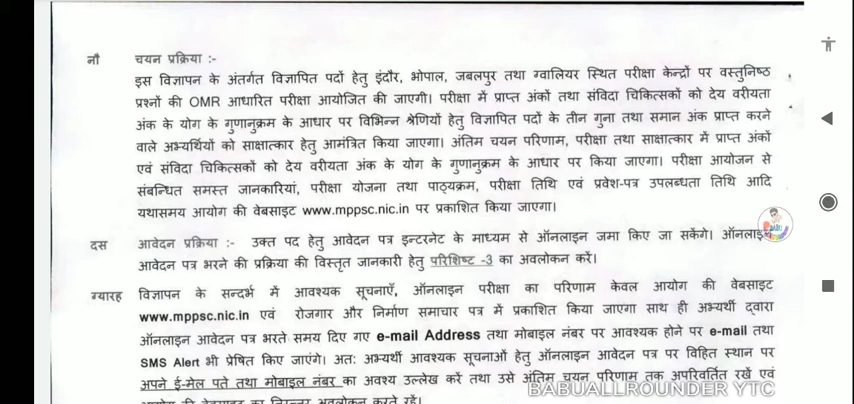 नौ चयन प्रक्रिया :-
इस विज्ञापन के अंतर्गत विज्ञापित पदों हेतु इंदौर, भोपाल, जबलपुर तथा ग्वालियर स्थित परीक्षा केन्द्रों पर वस्तुनिष्ठ
प्रश्नों की OMR आधारित परीक्षा आयोजित की जाएगी। परीक्षा में प्राप्त अंकों तथा संविदा चिकित्सकों को देय वरीयता
अंक के योग के गुणानुक्रम के आधार पर विभिन्न श्रेणियों हेतु विज्ञापित पदों के तीन गुना तथा समान अंक प्राप्त करने
वाले अभ्यर्थियों को साक्षात्कार हेतु आमंत्रित किया जाएगा। अंतिम चयन परिणाम, परीक्षा तथा साक्षात्कार में प्राप्त अंकों
एवं संविदा चिकित्सकों को देय वरीयता अंक के योग के गुणानुक्रम के आधार पर किया जाएगा। परीक्षा आयोजन से
संबन्धित समस्त जानकारियां, परीक्षा योजना तथा पाठ्यक्रम, परीक्षा तिथि एवं प्रवेश-पत्र उपलब्धता तिथि आदि
यथासमय आयोग की वेबसाइट www.mppsc.nic.in पर प्रकाशित किया जाएगा।
दस आवेदन प्रक्रिया :- उक्त पद हेतु आवेदन पत्र इन्टरनेट के माध्यम से ऑनलाइन जमा किए जा सकेंगे। ऑनलाइन
आवेदन पत्र भरने की प्रक्रिया की विस्तृत जानकारी हेतु परिशिष्ट -3 का अवलोकन करें।
ग्यारह विज्ञापन के सन्दर्भ में आवश्यक सूचनाएँ, ऑनलाइन परीक्षा का परिणाम केवल आयोग की वेबसाइट
www.mppsc.nic.in एवं रोजगार और निर्माण समाचार पत्र में प्रकाशित किया जाएगा साथ ही अभ्यर्थी द्वारा
ऑनलाइन आवेदन पत्र भरते समय दिए गए e-mail Address तथा मोबाइल नंबर पर आवश्यक होने पर e-mail तथा
SMS Alert भी प्रेषित किए जाएंगे। अत: अभ्यर्थी आवश्यक सूचनाओं हेतु ऑनलाइन आवेदन पत्र पर विहित स्थान पर
अपने ई-मेल पते तथा मोबाइल नंबर का अवश्य उल्लेख करें तथा उसे अंतिम चयन परिणाम तक अपरिवर्तित रखें एवं
BABUALLROUNDER YTC